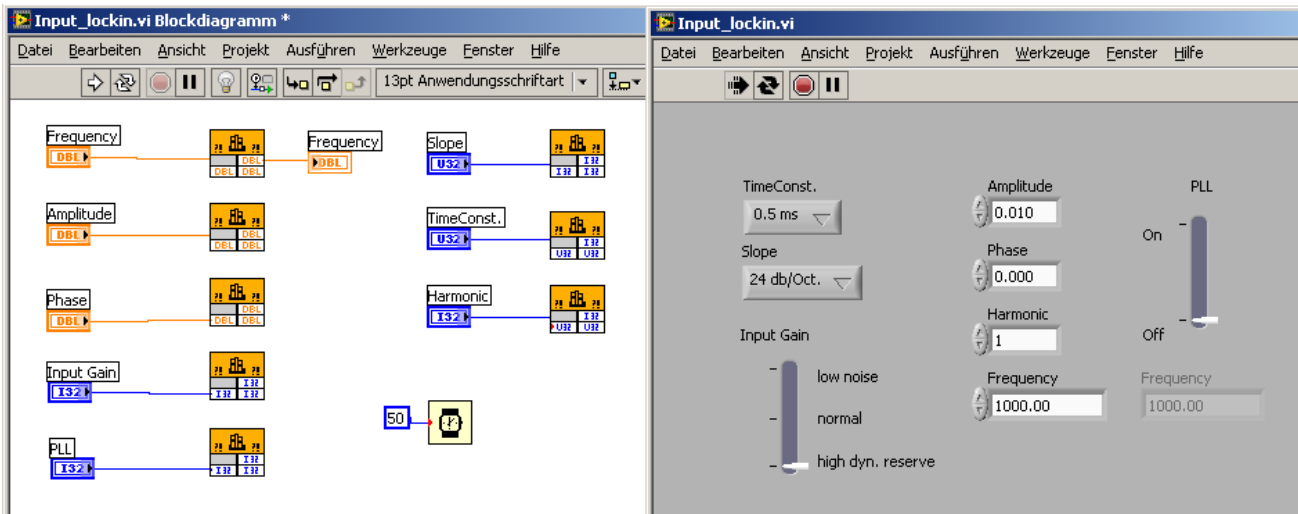 Input_lockin.vi Blockdiagramm *
Datei Bearbeiten Ansicht Projekt Ausführen Werkzeuge Fenster Hilfe
13pt Anwendungsschriftart
Frequency
DBL
?! ?!
DBL
DBL DBL
Frequency
DBL
Slope
U32
?! ?!
I32
I32 I32
Amplitude
DBL
?! ?!
DBL
DBL DBL
TimeConst.
U32
?! ?!
I32
U32 U32
Phase
DBL
?! ?!
DBL
DBL DBL
Harmonic
I32
?! ?!
I32
U32 U32
Input Gain
I32
?! ?!
I32
I32 I32
50
PLL
I32
?! ?!
I32
I32 I32
Input_lockin.vi
Datei Bearbeiten Ansicht Projekt Ausführen Werkzeuge Fenster Hilfe
TimeConst.
0.5 ms
Slope
24 db/Oct.
Input Gain
low noise
normal
high dyn. reserve
Amplitude
0.010
Phase
0.000
Harmonic
1
Frequency
1000.00
PLL
On
Off
Frequency
1000.00